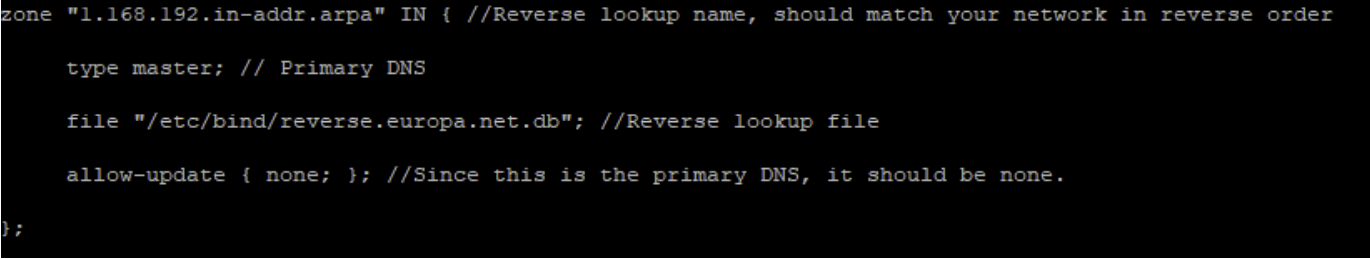 zone "1.168.192.in-addr.arpa" IN { //Reverse lookup name, should match your network in reverse order
type master; // Primary DNS
file "/etc/bind/reverse.europa.net.db"; //Reverse lookup file
allow-update { none; }; //Since this is the primary DNS, it should be none.
};